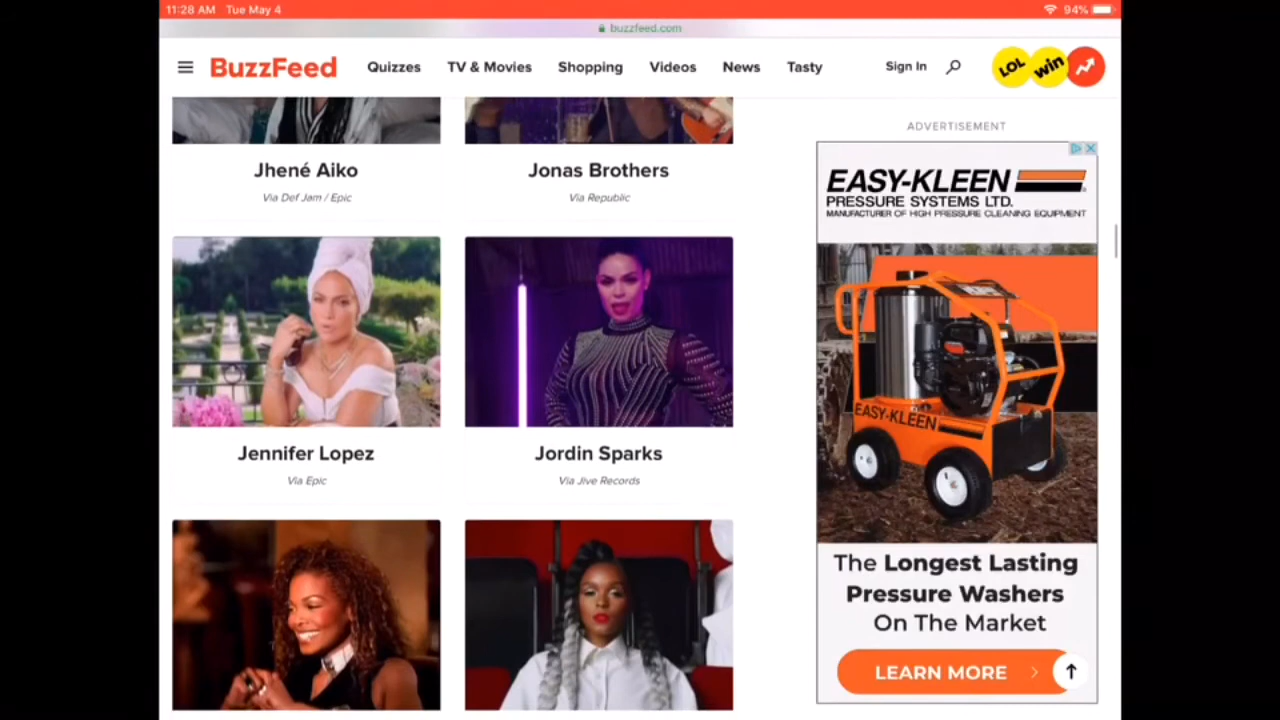 11:28 AM Tue May 4
94%
buzzfeed.com
BuzzFeed Quizzes TV & Movies Shopping Videos News Tasty Sign In LOL win
ADVERTISEMENT
Jhené Aiko
Via Def Jam / Epic
Jonas Brothers
Via Republic
Jennifer Lopez
Via Epic
Jordin Sparks
Via Jive Records
EASY-KLEEN
PRESSURE SYSTEMS LTD.
MANUFACTURER OF HIGH PRESSURE CLEANING EQUIPMENT
EASY-KLEEN
The Longest Lasting
Pressure Washers
On The Market
LEARN MORE